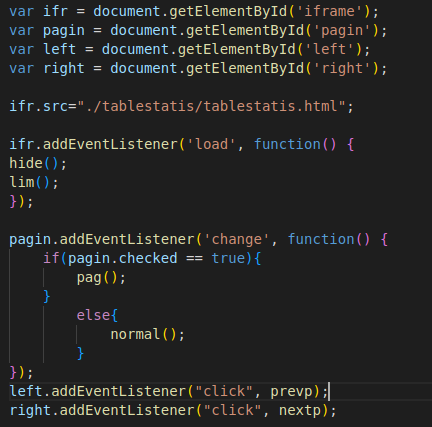 var ifr = document.getElementById('iframe');
var pagin = document.getElementById('pagin');
var left = document.getElementById('left');
var right = document.getElementById('right');

ifr.src="./tablestatis/tablestatis.html";

ifr.addEventListener('load', function() {
hide();
lim();
});

pagin.addEventListener('change', function() {
    if(pagin.checked == true){
        pag();
    }
        else{
            normal();
        }
});
left.addEventListener("click", prevp);
right.addEventListener("click", nextp);